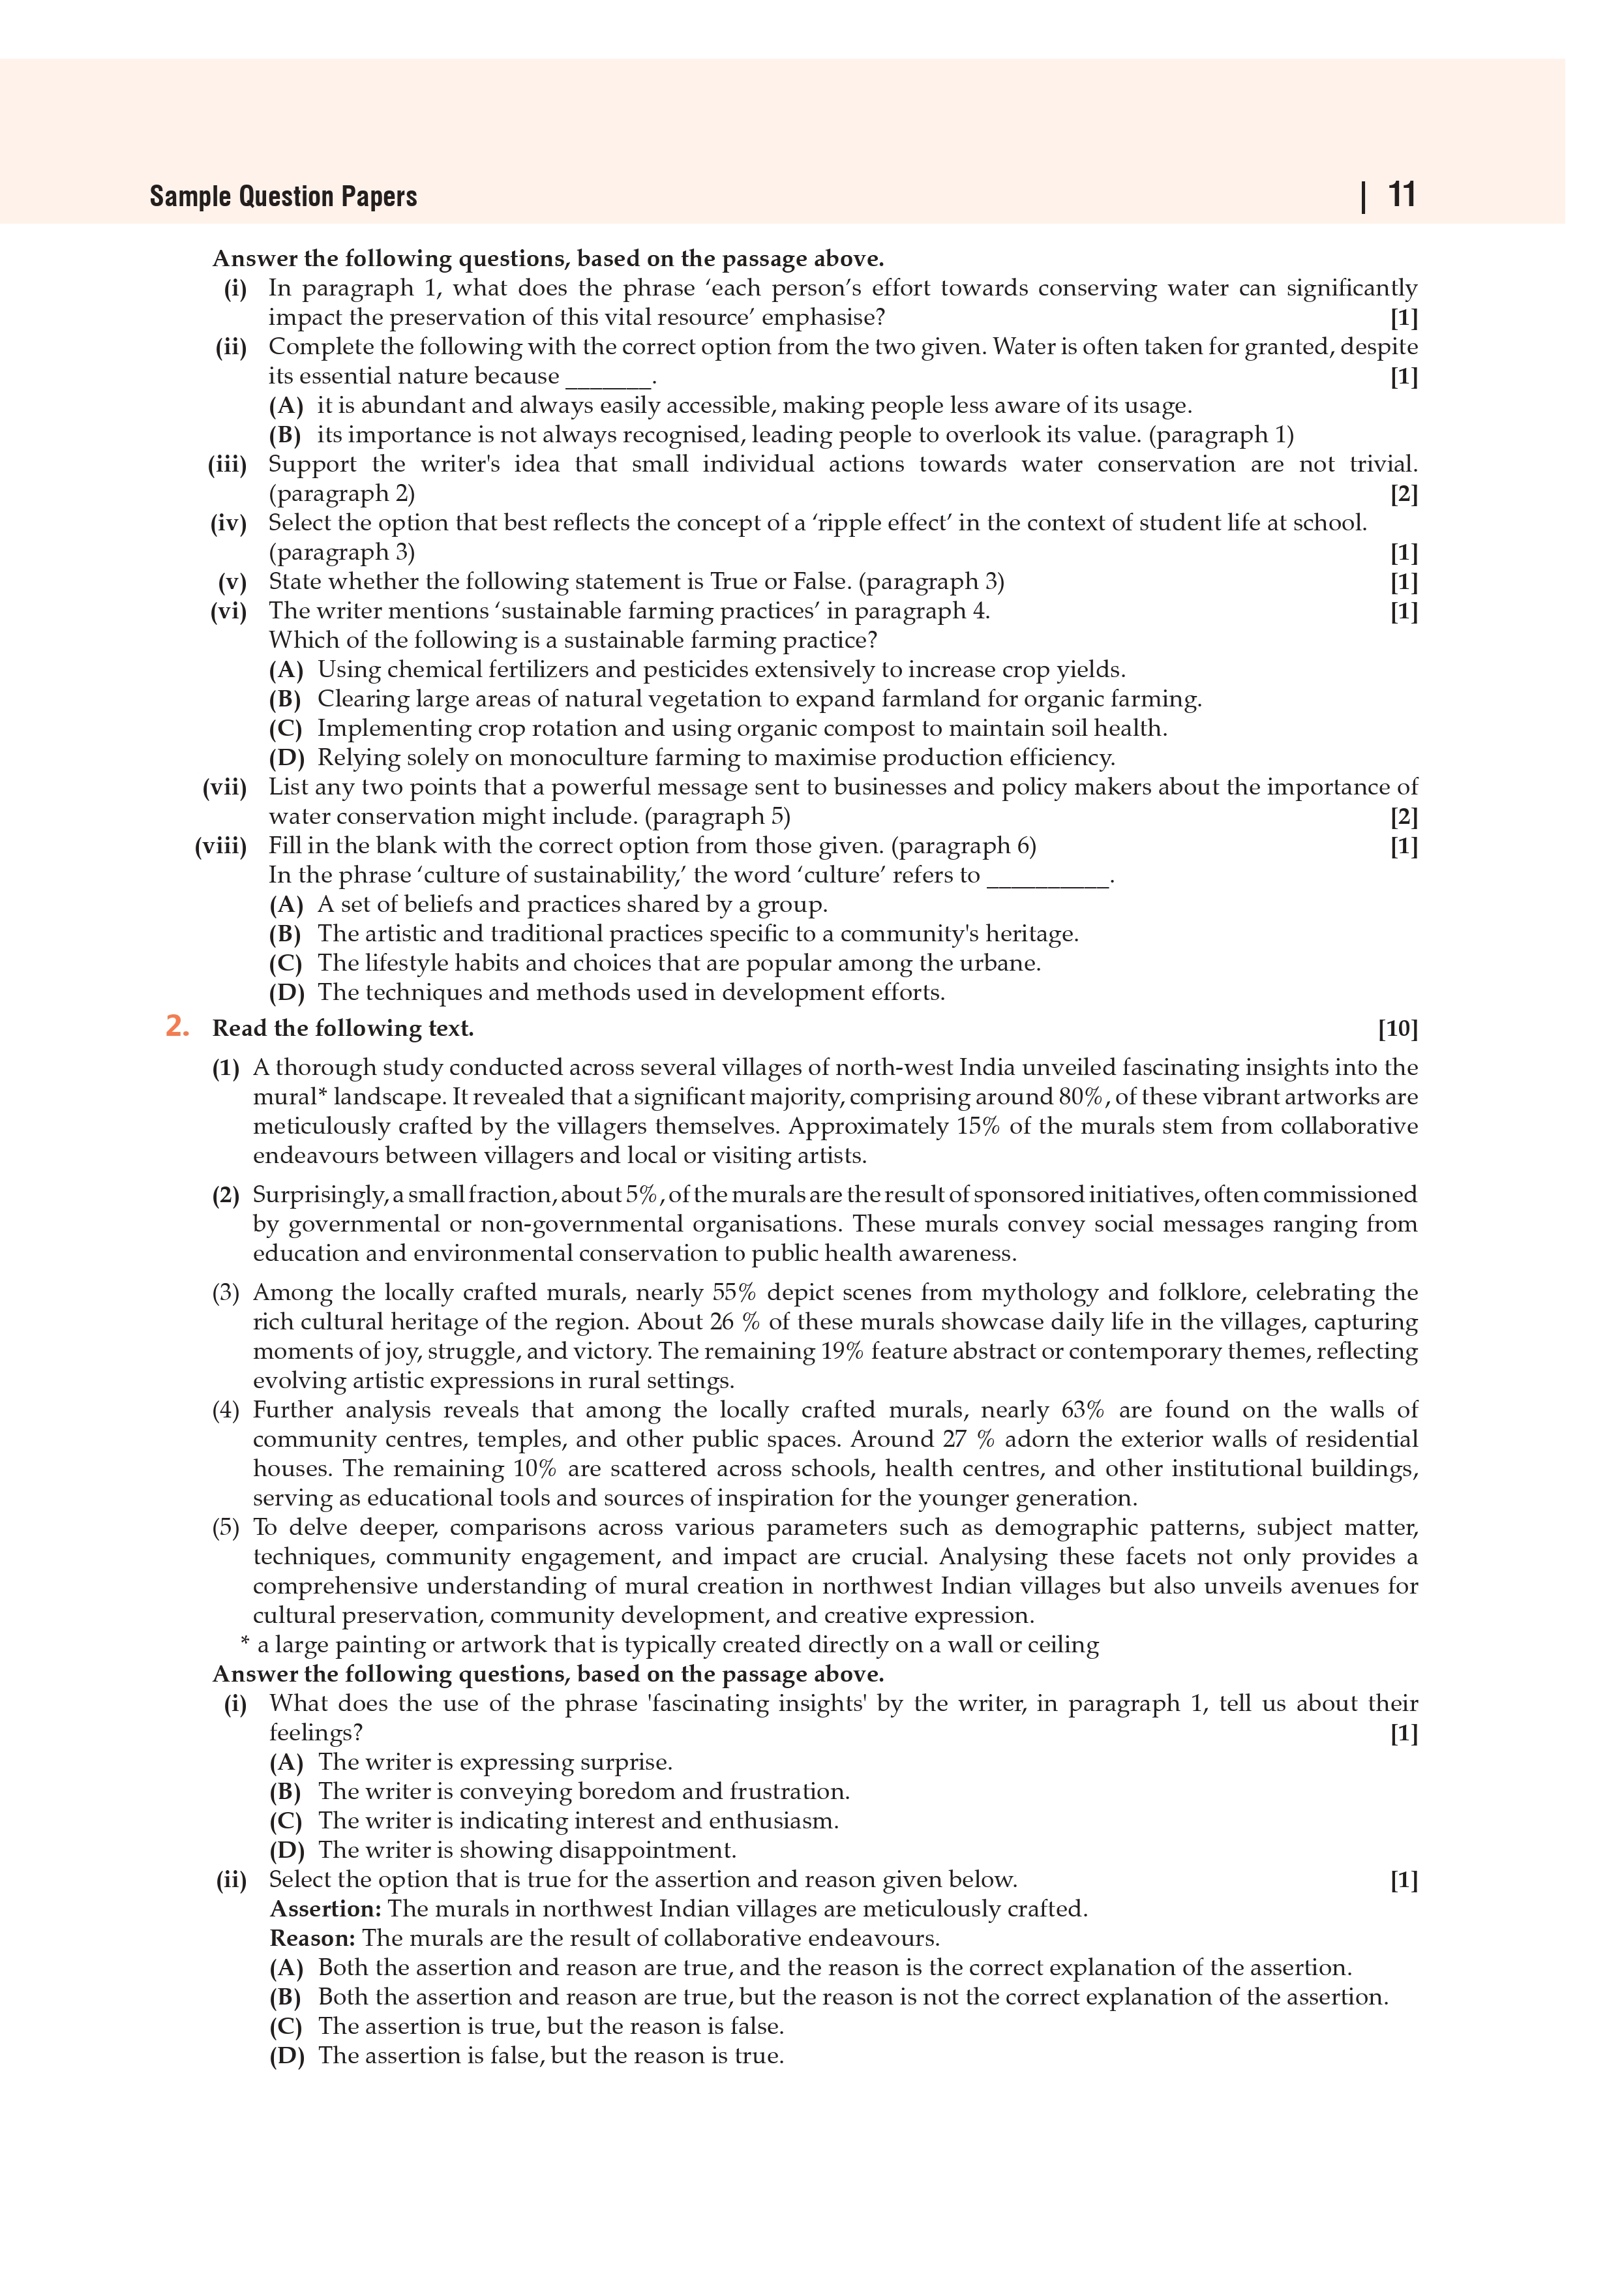 Sample Question Papers | 11
Answer the following questions, based on the passage above.
(i) In paragraph 1, what does the phrase ‘each person’s effort towards conserving water can significantly
impact the preservation of this vital resource’ emphasise? [1]
(ii) Complete the following with the correct option from the two given. Water is often taken for granted, despite
its essential nature because _______. [1]
(A) it is abundant and always easily accessible, making people less aware of its usage.
(B) its importance is not always recognised, leading people to overlook its value. (paragraph 1)
(iii) Support the writer's idea that small individual actions towards water conservation are not trivial.
(paragraph 2) [2]
(iv) Select the option that best reflects the concept of a ‘ripple effect’ in the context of student life at school.
(paragraph 3) [1]
(v) State whether the following statement is True or False. (paragraph 3) [1]
(vi) The writer mentions ‘sustainable farming practices’ in paragraph 4. [1]
Which of the following is a sustainable farming practice?
(A) Using chemical fertilizers and pesticides extensively to increase crop yields.
(B) Clearing large areas of natural vegetation to expand farmland for organic farming.
(C) Implementing crop rotation and using organic compost to maintain soil health.
(D) Relying solely on monoculture farming to maximise production efficiency.
(vii) List any two points that a powerful message sent to businesses and policy makers about the importance of
water conservation might include. (paragraph 5) [2]
(viii) Fill in the blank with the correct option from those given. (paragraph 6) [1]
In the phrase ‘culture of sustainability,’ the word ‘culture’ refers to __________.
(A) A set of beliefs and practices shared by a group.
(B) The artistic and traditional practices specific to a community's heritage.
(C) The lifestyle habits and choices that are popular among the urbane.
(D) The techniques and methods used in development efforts.
2. Read the following text. [10]
(1) A thorough study conducted across several villages of north-west India unveiled fascinating insights into the
mural* landscape. It revealed that a significant majority, comprising around 80%, of these vibrant artworks are
meticulously crafted by the villagers themselves. Approximately 15% of the murals stem from collaborative
endeavours between villagers and local or visiting artists.
(2) Surprisingly, a small fraction, about 5%, of the murals are the result of sponsored initiatives, often commissioned
by governmental or non-governmental organisations. These murals convey social messages ranging from
education and environmental conservation to public health awareness.
(3) Among the locally crafted murals, nearly 55% depict scenes from mythology and folklore, celebrating the
rich cultural heritage of the region. About 26 % of these murals showcase daily life in the villages, capturing
moments of joy, struggle, and victory. The remaining 19% feature abstract or contemporary themes, reflecting
evolving artistic expressions in rural settings.
(4) Further analysis reveals that among the locally crafted murals, nearly 63% are found on the walls of
community centres, temples, and other public spaces. Around 27 % adorn the exterior walls of residential
houses. The remaining 10% are scattered across schools, health centres, and other institutional buildings,
serving as educational tools and sources of inspiration for the younger generation.
(5) To delve deeper, comparisons across various parameters such as demographic patterns, subject matter,
techniques, community engagement, and impact are crucial. Analysing these facets not only provides a
comprehensive understanding of mural creation in northwest Indian villages but also unveils avenues for
cultural preservation, community development, and creative expression.
* a large painting or artwork that is typically created directly on a wall or ceiling
Answer the following questions, based on the passage above.
(i) What does the use of the phrase 'fascinating insights' by the writer, in paragraph 1, tell us about their
feelings? [1]
(A) The writer is expressing surprise.
(B) The writer is conveying boredom and frustration.
(C) The writer is indicating interest and enthusiasm.
(D) The writer is showing disappointment.
(ii) Select the option that is true for the assertion and reason given below. [1]
Assertion: The murals in northwest Indian villages are meticulously crafted.
Reason: The murals are the result of collaborative endeavours.
(A) Both the assertion and reason are true, and the reason is the correct explanation of the assertion.
(B) Both the assertion and reason are true, but the reason is not the correct explanation of the assertion.
(C) The assertion is true, but the reason is false.
(D) The assertion is false, but the reason is true.